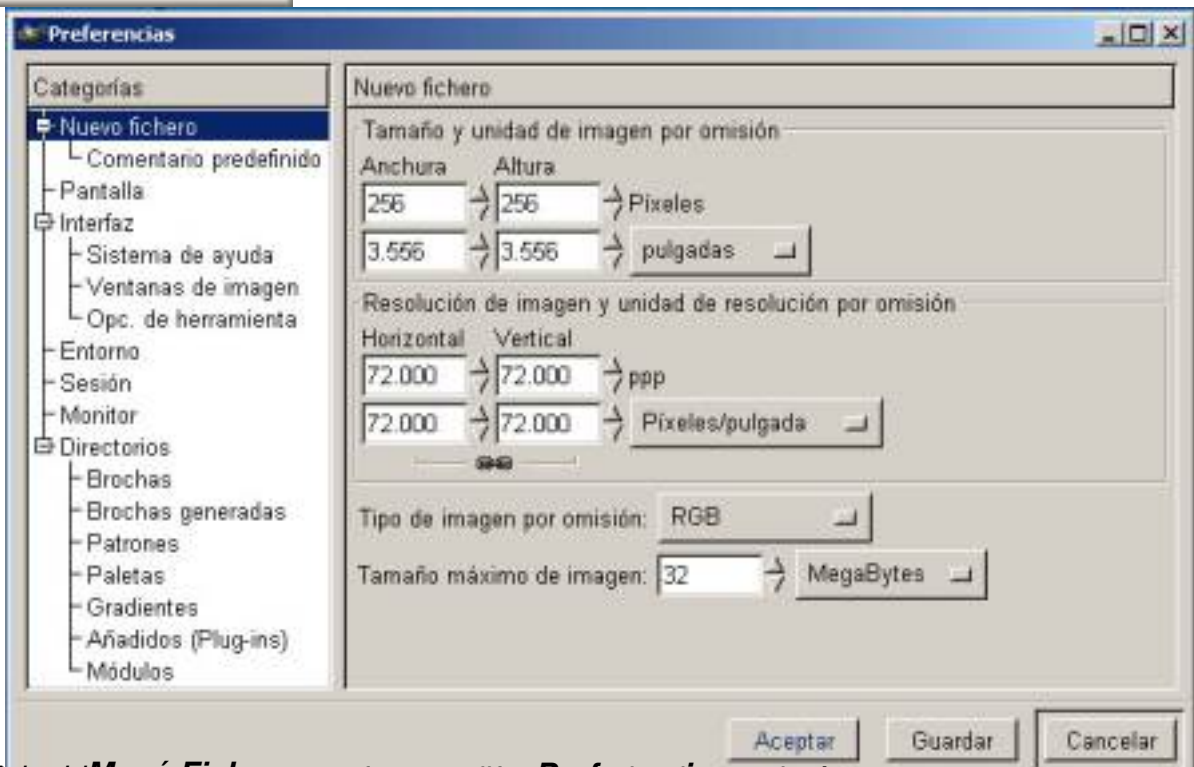 Preferencias
Categorías
Nuevo fichero
Comentario predefinido
Pantalla
Interfaz
Sistema de ayuda
Ventanas de imagen
Opc. de herramienta
Entorno
Sesión
Monitor
Directorios
Brochas
Brochas generadas
Patrones
Paletas
Gradientes
Añadidos (Plug-ins)
Módulos
Nuevo fichero
Tamaño y unidad de imagen por omisión
Anchura Altura
256 256 Píxeles
3.556 3.556 pulgadas
Resolución de imagen y unidad de resolución por omisión
Horizontal Vertical
72.000 72.000 ppp
72.000 72.000 Píxeles/pulgada
Tipo de imagen por omisión: RGB
Tamaño máximo de imagen: 32 MegaBytes
Aceptar Guardar Cancelar